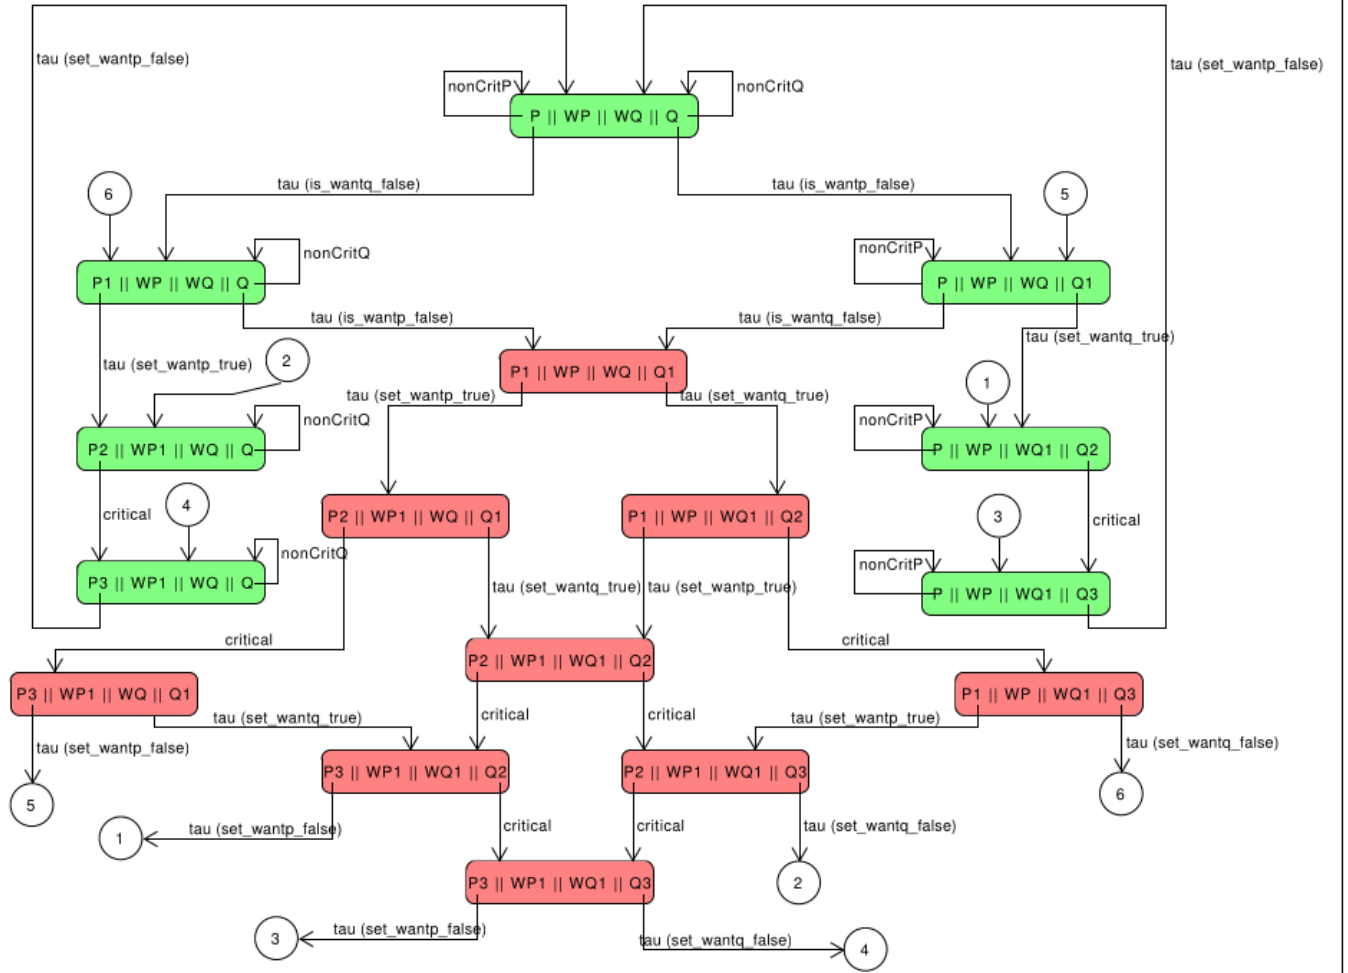 tau (set_wantp_false)
tau (set_wantp_false)
nonCritP
nonCritQ
P || WP || WQ || Q
tau (is_wantq_false)
tau (is_wantp_false)
6
5
nonCritQ
nonCritP
P1 || WP || WQ || Q
P || WP || WQ || Q1
tau (is_wantp_false)
tau (is_wantq_false)
tau (set_wantq_true)
2
tau (set_wantp_true)
P1 || WP || WQ || Q1
1
tau (set_wantp_true)
tau (set_wantq_true)
nonCritQ
nonCritP
P2 || WP1 || WQ || Q
P || WP || WQ1 || Q2
4
critical
P2 || WP1 || WQ || Q1
P1 || WP || WQ1 || Q2
3
critical
nonCritQ
nonCritP
P3 || WP1 || WQ || Q
tau (set_wantq_true)
tau (set_wantp_true)
P || WP || WQ1 || Q3
critical
critical
P2 || WP1 || WQ1 || Q2
P3 || WP1 || WQ || Q1
P1 || WP || WQ1 || Q3
tau (set_wantq_true)
critical
critical
tau (set_wantp_true)
tau (set_wantp_false)
tau (set_wantq_false)
P3 || WP1 || WQ1 || Q2
P2 || WP1 || WQ1 || Q3
5
6
1
tau (set_wantp_false)
critical
critical
tau (set_wantq_false)
P3 || WP1 || WQ1 || Q3
2
3
tau (set_wantp_false)
tau (set_wantq_false)
4